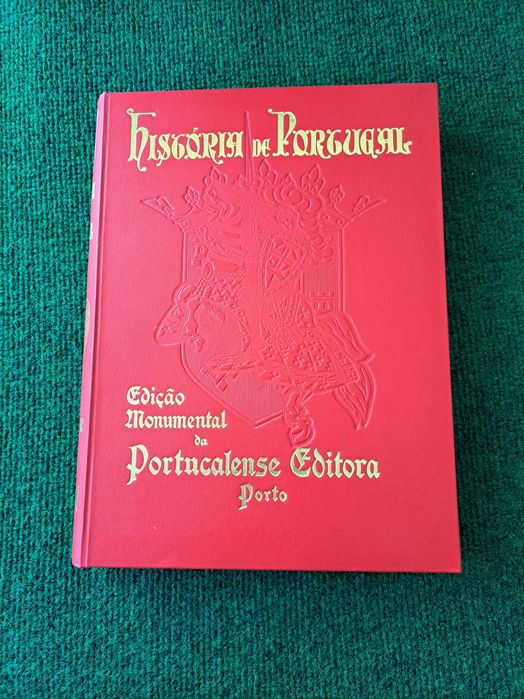 História de Portugal
Edição
Monumental
da
Portucalense Editora
Porto